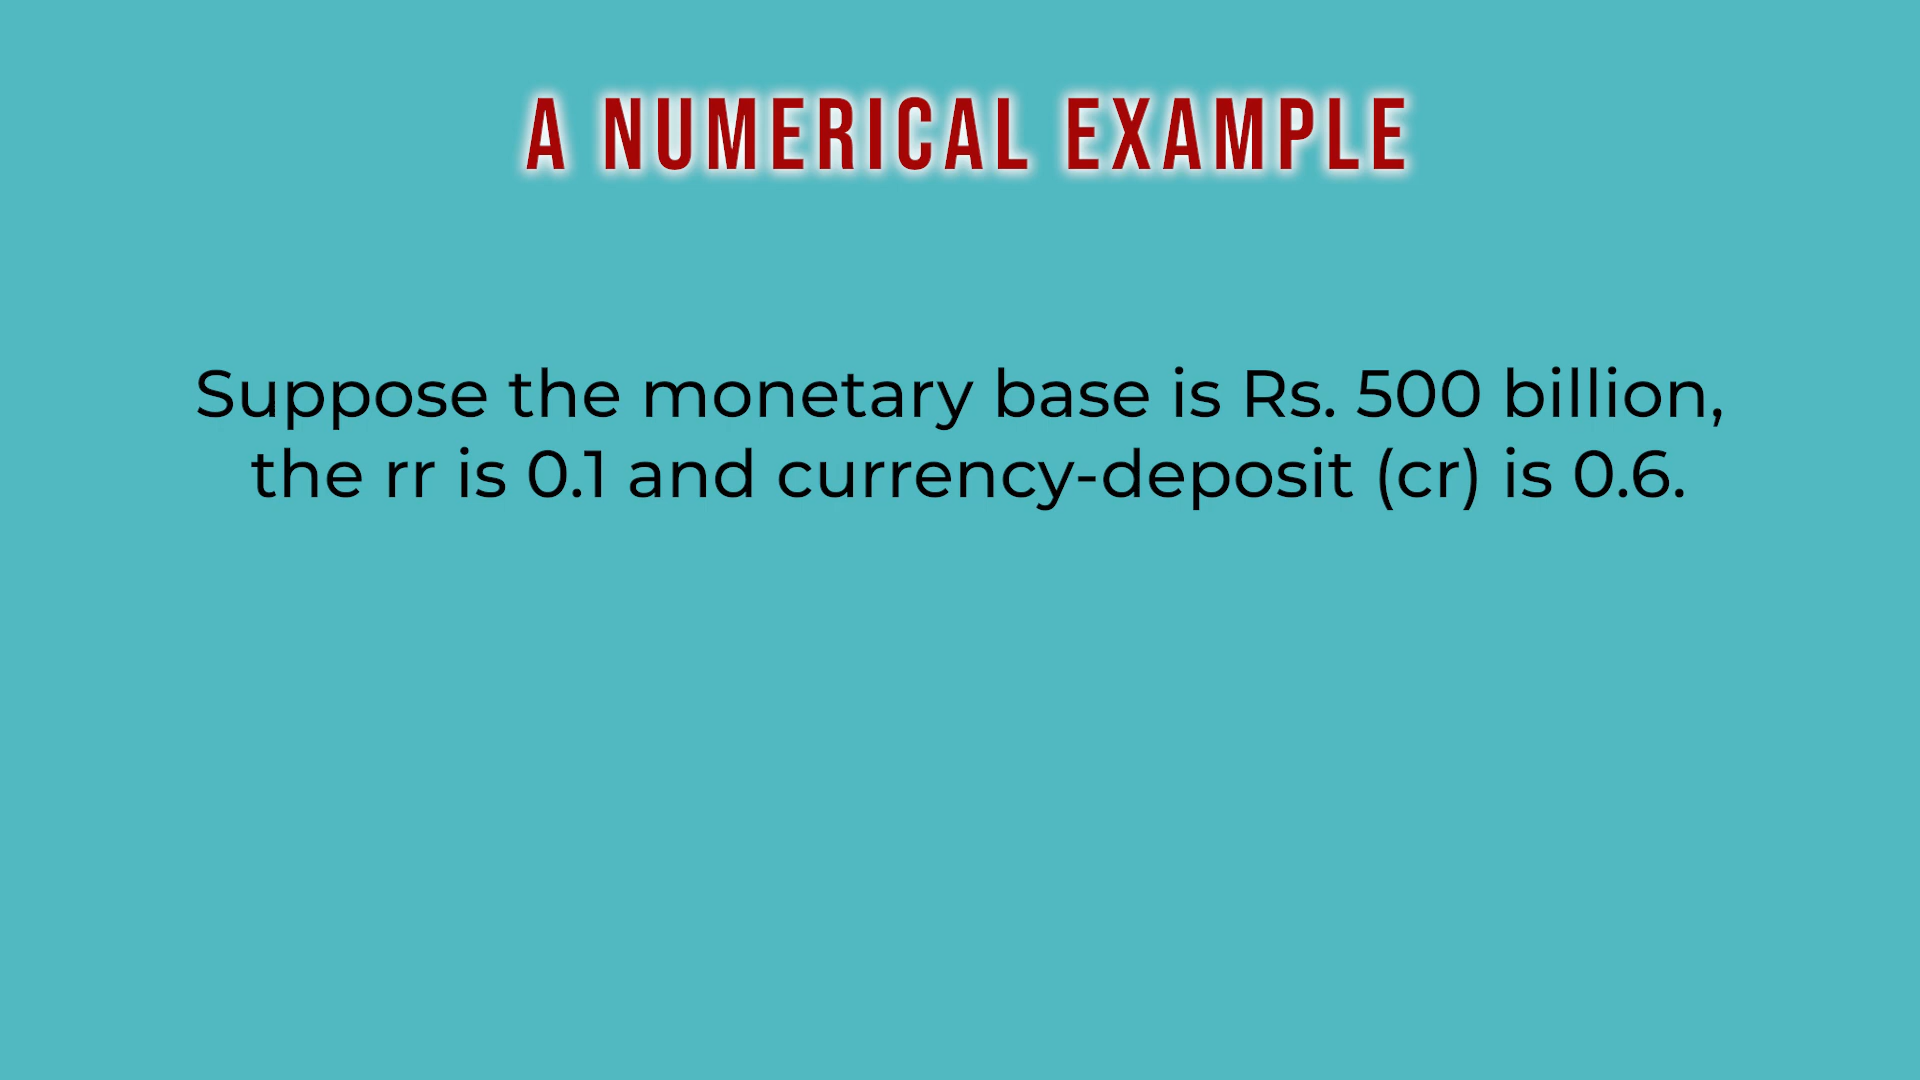 A NUMERICAL EXAMPLE
Suppose the monetary base is Rs. 500 billion,
the rr is 0.1 and currency-deposit (cr) is 0.6.